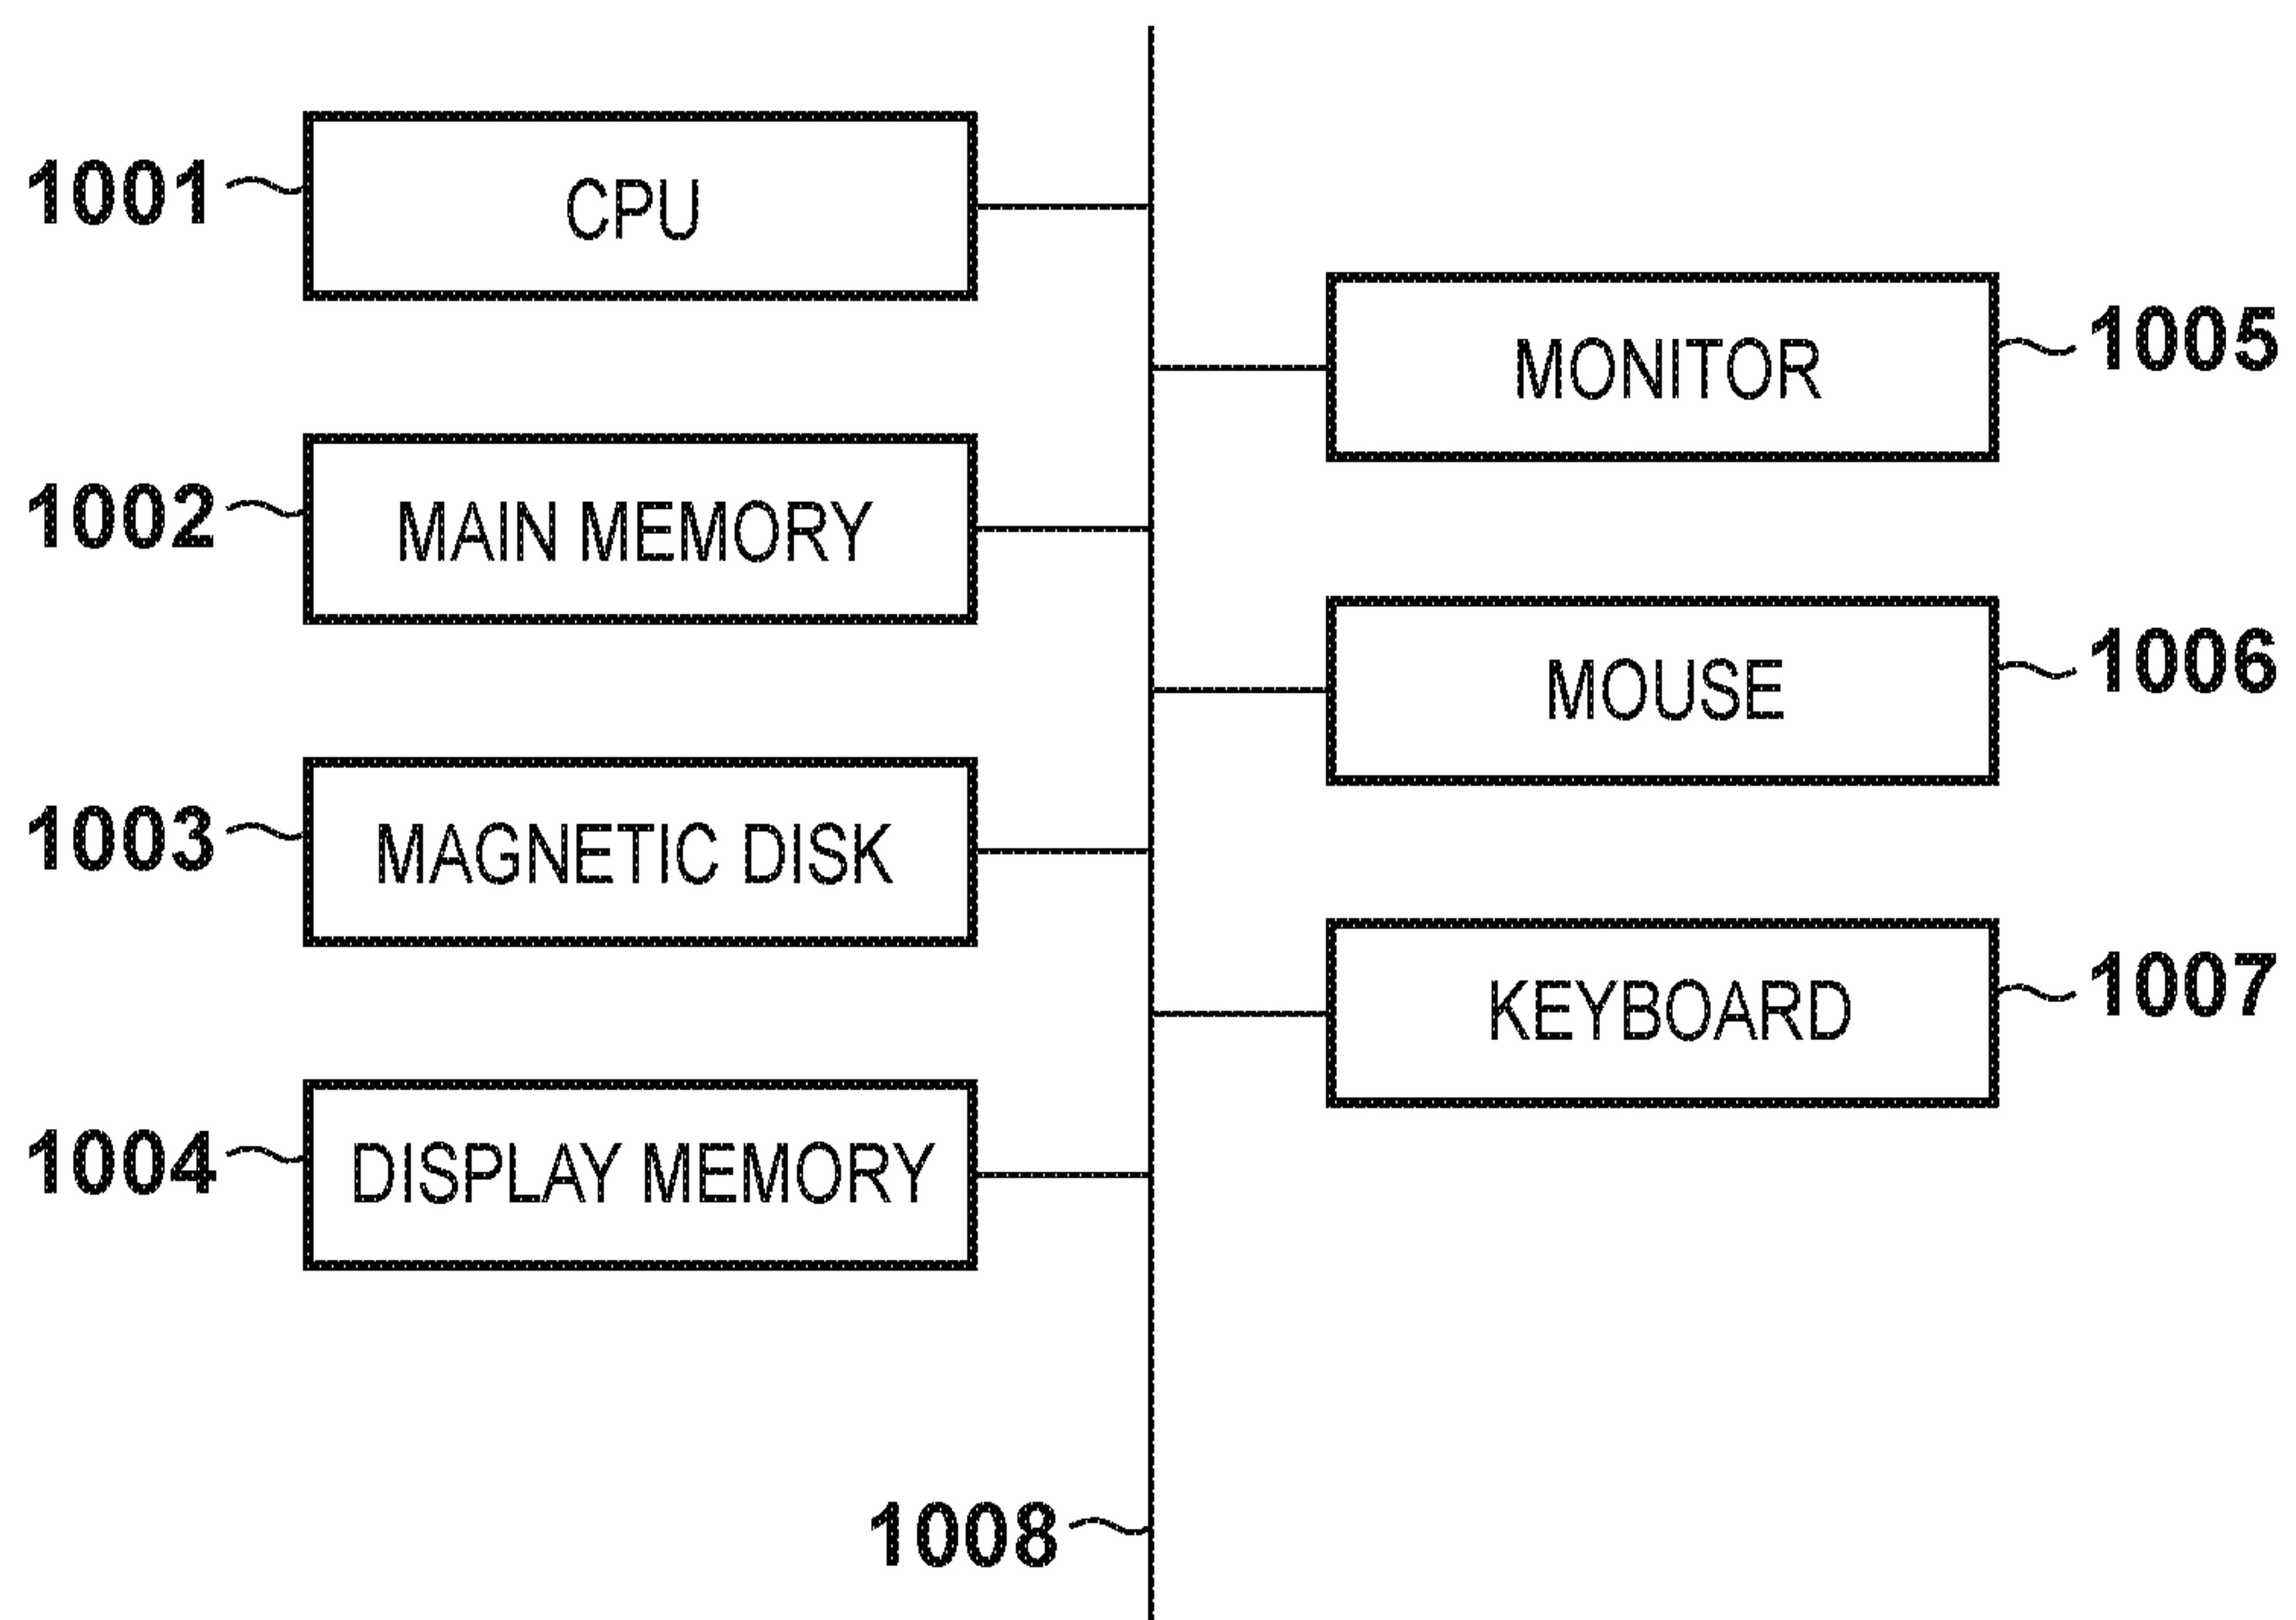 1001 CPU
1002 MAIN MEMORY
1003 MAGNETIC DISK
1004 DISPLAY MEMORY
MONITOR 1005
MOUSE 1006
KEYBOARD 1007
1008